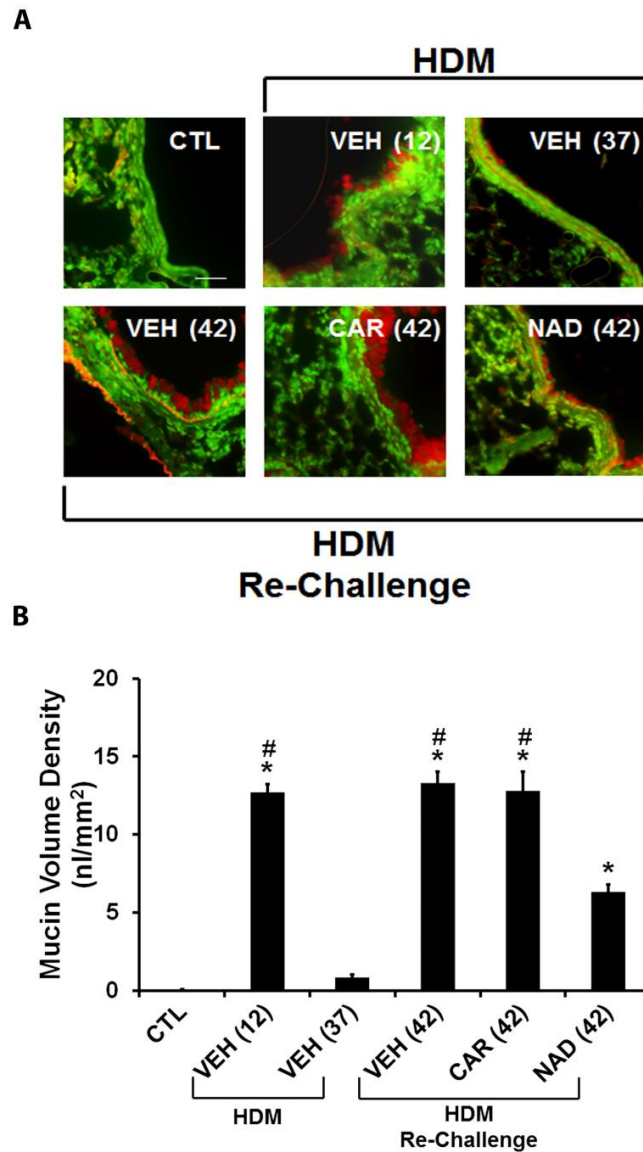 A
HDM
CTL
VEH (12)
VEH (37)
VEH (42)
CAR (42)
NAD (42)
HDM
Re-Challenge
B
Mucin Volume Density
(nl/mm²)
20
15
10
5
0
#
*
#
*
#
*
*
CTL
VEH (12)
VEH (37)
VEH (42)
CAR (42)
NAD (42)
HDM
HDM
Re-Challenge